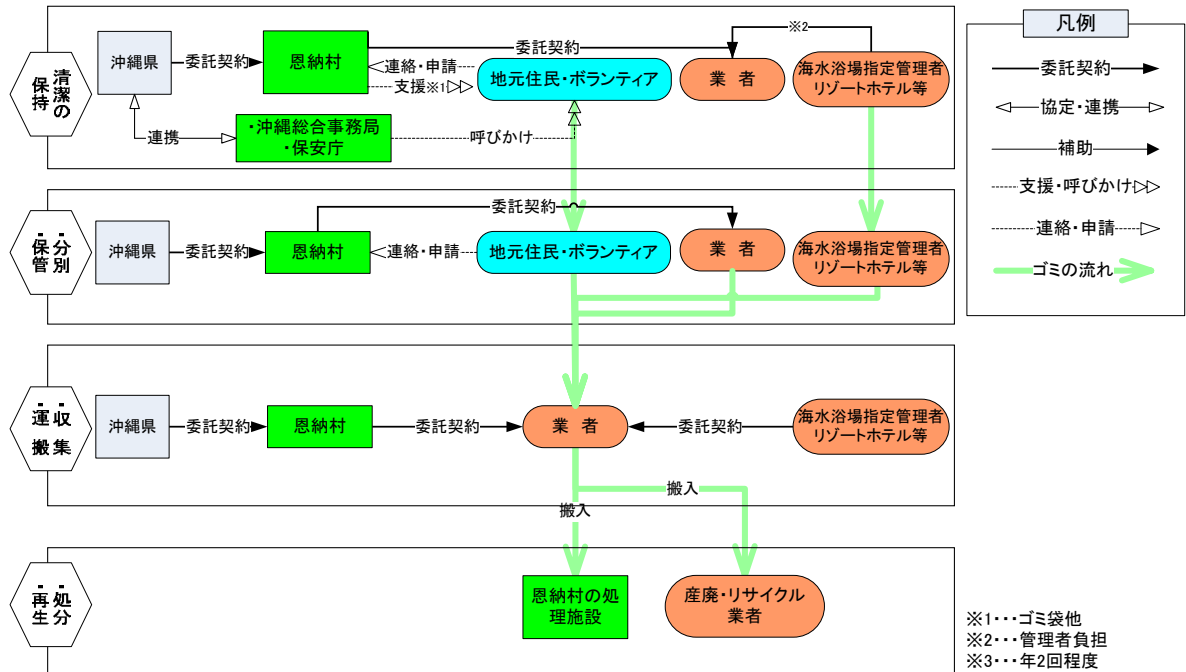 清潔の
保持
沖縄県
委託契約
恩納村
委託契約
連絡・申請
支援※1
地元住民・ボランティア
業者
※2
海水浴場指定管理者
リゾートホテル等
連携
・沖縄総合事務局
・保安庁
呼びかけ
・分別
・保管
沖縄県
委託契約
恩納村
委託契約
連絡・申請
地元住民・ボランティア
業者
海水浴場指定管理者
リゾートホテル等
・収集
・運搬
沖縄県
委託契約
恩納村
委託契約
業 者
委託契約
海水浴場指定管理者
リゾートホテル等
搬入
搬入
・処分
・再生
恩納村の処
理施設
産廃・リサイクル
業者
凡例
委託契約
協定・連携
補助
支援・呼びかけ
連絡・申請
ゴミの流れ
※1・・・ゴミ袋他
※2・・・管理者負担
※3・・・年2回程度